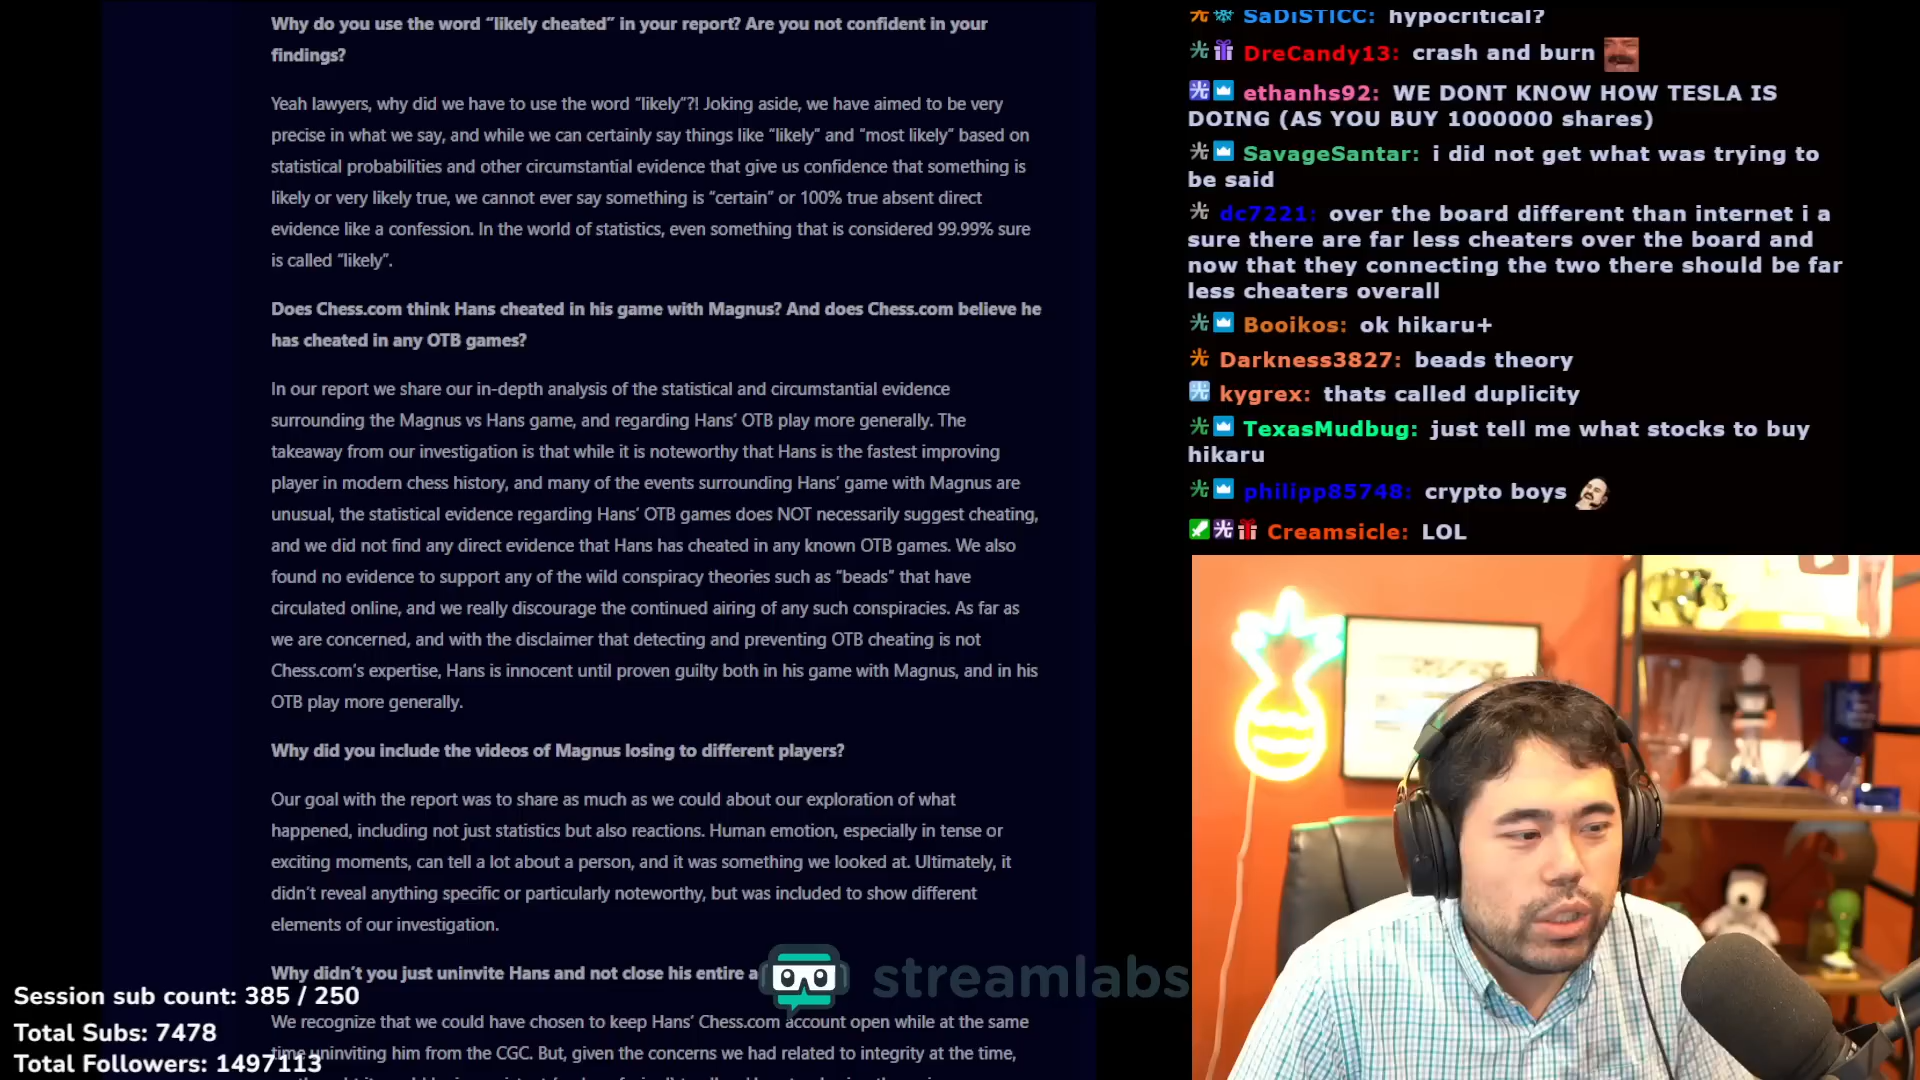 Why do you use the word “likely cheated” in your report? Are you not confident in your
findings?
Yeah lawyers, why did we have to use the word “likely”?! Joking aside, we have aimed to be very
precise in what we say, and while we can certainly say things like “likely” and “most likely” based on
statistical probabilities and other circumstantial evidence that give us confidence that something is
likely or very likely true, we cannot ever say something is “certain” or 100% true absent direct
evidence like a confession. In the world of statistics, even something that is considered 99.99% sure
is called “likely”.
Does Chess.com think Hans cheated in his game with Magnus? And does Chess.com believe he
has cheated in any OTB games?
In our report we share our in-depth analysis of the statistical and circumstantial evidence
surrounding the Magnus vs Hans game, and regarding Hans’ OTB play more generally. The
takeaway from our investigation is that while it is noteworthy that Hans is the fastest improving
player in modern chess history, and many of the events surrounding Hans’ game with Magnus are
unusual, the statistical evidence regarding Hans’ OTB games does NOT necessarily suggest cheating,
and we did not find any direct evidence that Hans has cheated in any known OTB games. We also
found no evidence to support any of the wild conspiracy theories such as “beads” that have
circulated online, and we really discourage the continued airing of any such conspiracies. As far as
we are concerned, and with the disclaimer that detecting and preventing OTB cheating is not
Chess.com’s expertise, Hans is innocent until proven guilty both in his game with Magnus, and in his
OTB play more generally.
Why did you include the videos of Magnus losing to different players?
Our goal with the report was to share as much as we could about our exploration of what
happened, including not just statistics but also reactions. Human emotion, especially in tense or
exciting moments, can tell a lot about a person, and it was something we looked at. Ultimately, it
didn’t reveal anything specific or particularly noteworthy, but was included to show different
elements of our investigation.
Why didn’t you just uninvite Hans and not close his entire a
We recognize that we could have chosen to keep Hans’ Chess.com account open while at the same
time uninviting him from the CGC. But, given the concerns we had related to integrity at the time,
streamlabs
Session sub count: 385 / 250
Total Subs: 7478
Total Followers: 1497113
SaDiSTICC: hypocritical?
DreCandy13: crash and burn
ethanhs92: WE DONT KNOW HOW TESLA IS
DOING (AS YOU BUY 1000000 shares)
SavageSantar: i did not get what was trying to
be said
dc7221: over the board different than internet i a
sure there are far less cheaters over the board and
now that they connecting the two there should be far
less cheaters overall
Booikos: ok hikaru+
Darkness3827: beads theory
kygrex: thats called duplicity
TexasMudbug: just tell me what stocks to buy
hikaru
philipp85748: crypto boys
Creamsicle: LOL